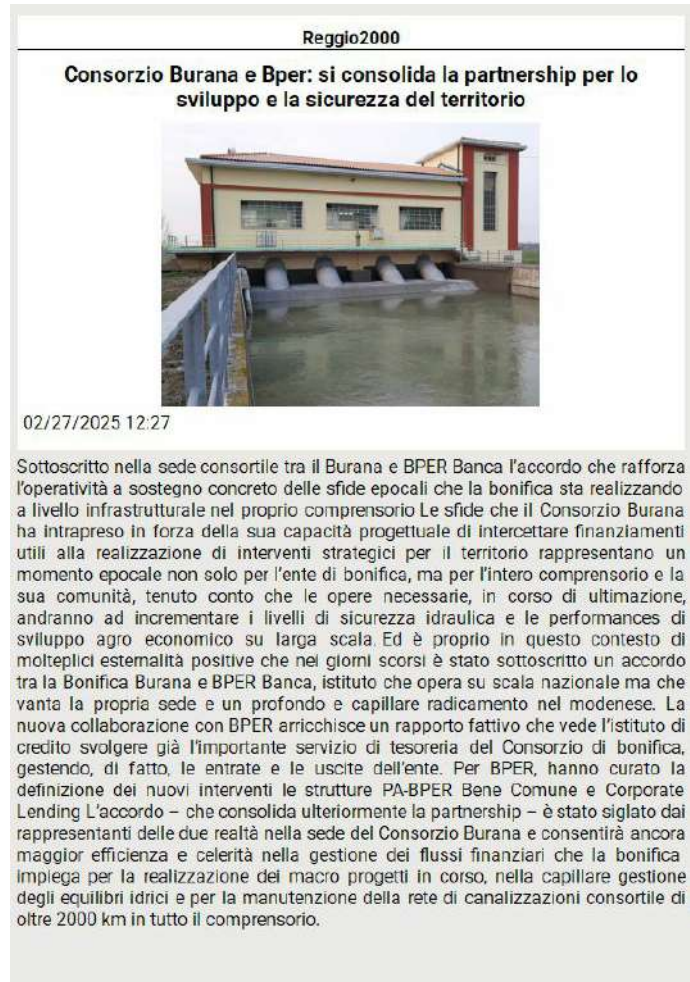 Reggio2000
Consorzio Burana e Bper: si consolida la partnership per lo
sviluppo e la sicurezza del territorio
02/27/2025 12:27
Sottoscritto nella sede consortile tra il Burana e BPER Banca l'accordo che rafforza
l'operatività a sostegno concreto delle sfide epocali che la bonifica sta realizzando
a livello infrastrutturale nel proprio comprensorio Le sfide che il Consorzio Burana
ha intrapreso in forza della sua capacità progettuale di intercettare finanziamenti
utili alla realizzazione di interventi strategici per il territorio rappresentano un
momento epocale non solo per l'ente di bonifica, ma per l'intero comprensorio e la
sua comunità, tenuto conto che le opere necessarie, in corso di ultimazione,
andranno ad incrementare i livelli di sicurezza idraulica e le performances di
sviluppo agro economico su larga scala. Ed è proprio in questo contesto di
molteplici esternalità positive che nei giorni scorsi è stato sottoscritto un accordo
tra la Bonifica Burana e BPER Banca, istituto che opera su scala nazionale ma che
vanta la propria sede e un profondo e capillare radicamento nel modenese. La
nuova collaborazione con BPER arricchisce un rapporto fattivo che vede l'istituto di
credito svolgere già l'importante servizio di tesoreria del Consorzio di bonifica,
gestendo, di fatto, le entrate e le uscite dell'ente. Per BPER, hanno curato la
definizione dei nuovi interventi le strutture PA-BPER Bene Comune e Corporate
Lending L'accordo – che consolida ulteriormente la partnership – è stato siglato dai
rappresentanti delle due realtà nella sede del Consorzio Burana e consentirà ancora
maggior efficienza e celerità nella gestione dei flussi finanziari che la bonifica
impiega per la realizzazione dei macro progetti in corso, nella capillare gestione
degli equilibri idrici e per la manutenzione della rete di canalizzazioni consortile di
oltre 2000 km in tutto il comprensorio.